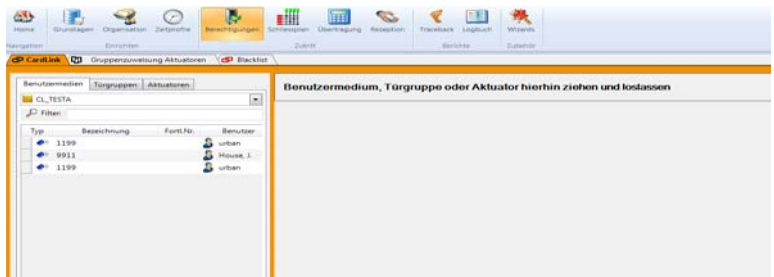 Home Grundlagen Organisation Zeitprofile Berechtigungen Schliessplan Übertragung Reception Traceback Logbuch Wizards
Navigation Einrichten Zutritt Berichte Zubehör
CardLink Gruppenzuweisung Aktuatoren Blacklist
Benutzermedien Türgruppen Aktuatoren
Benutzermedium, Türgruppe oder Aktuator hierhin ziehen und loslassen
CL_TESTA
Filter:
Typ Bezeichnung Fortl.Nr. Benutzer
1199 urban
9911 House, J.
1199 urban